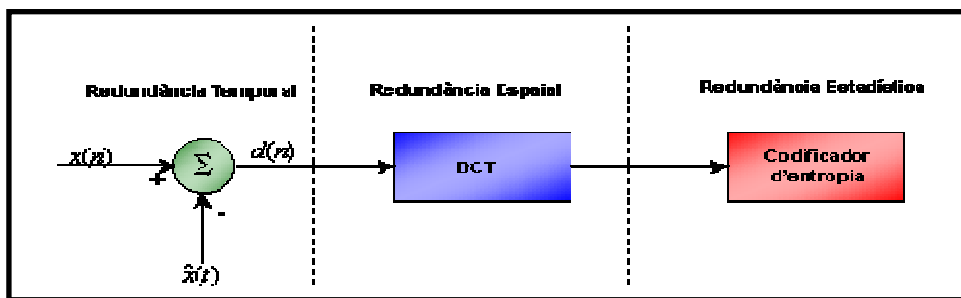 Redundància Temporal
Redundància Espaial
Redundància Estadística
x(n)
+
Σ
d(n)
-
x̂(t)
DCT
Codificador
d'entropia